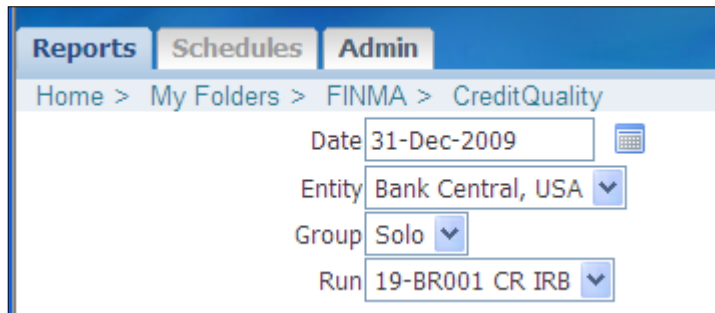 Reports Schedules Admin
Home > My Folders > FINMA > CreditQuality
Date 31-Dec-2009
Entity Bank Central, USA
Group Solo
Run 19-BR001 CR IRB